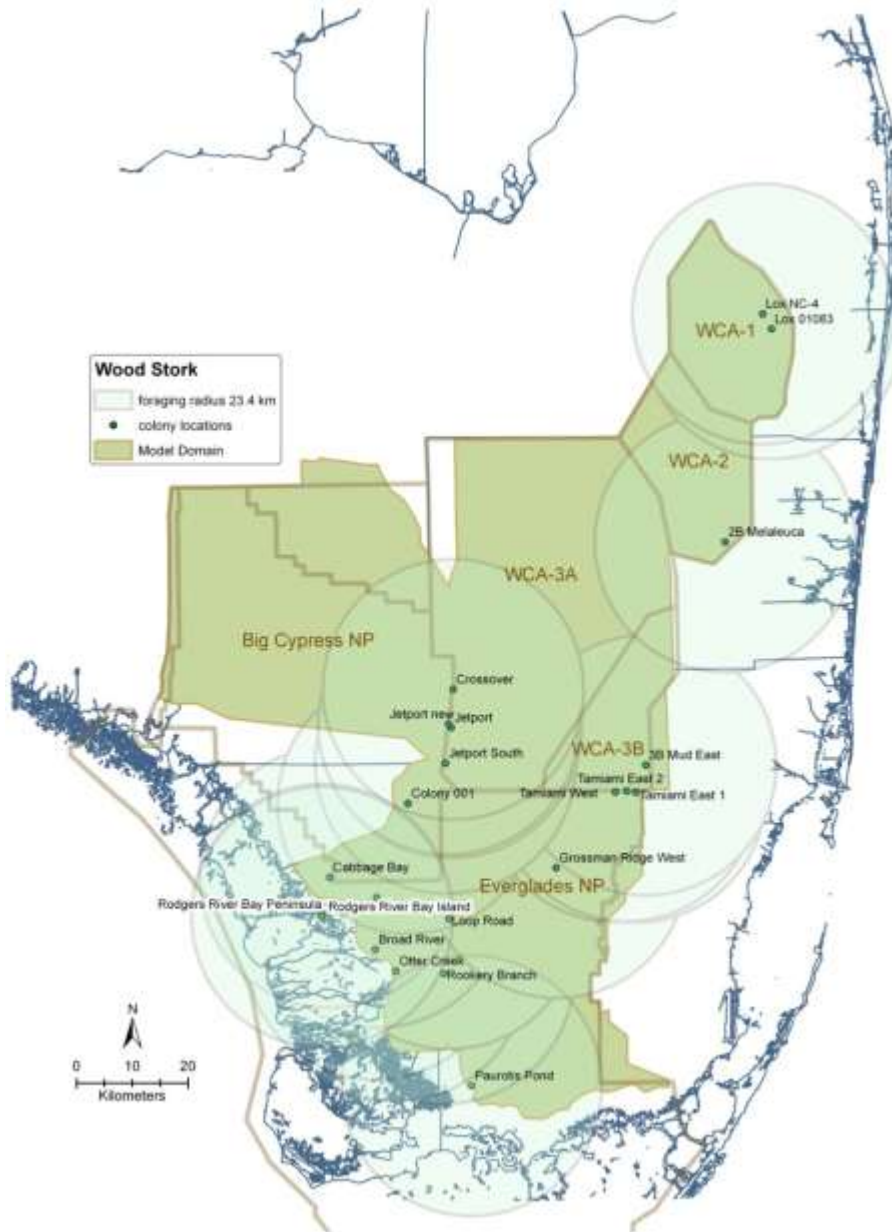 Lox NC-4
Lox 01083
WCA-1
Wood Stork
foraging radius 23.4 km
colony locations
Model Domain
WCA-2
2B Melaleuca
WCA-3A
Big Cypress NP
Crossover
Jetport new
Jetport
WCA-3B
3B Mud East
Jetport South
Tamiami East 2
Tamiami West
Tamiami East 1
Colony 001
Grossman Ridge West
Cabbage Bay
Everglades NP
Rodgers River Bay Peninsula
Rodgers River Bay Island
Loop Road
Broad River
Otter Creek
Rookery Branch
N
0 10 20
Kilometers
Paurotis Pond